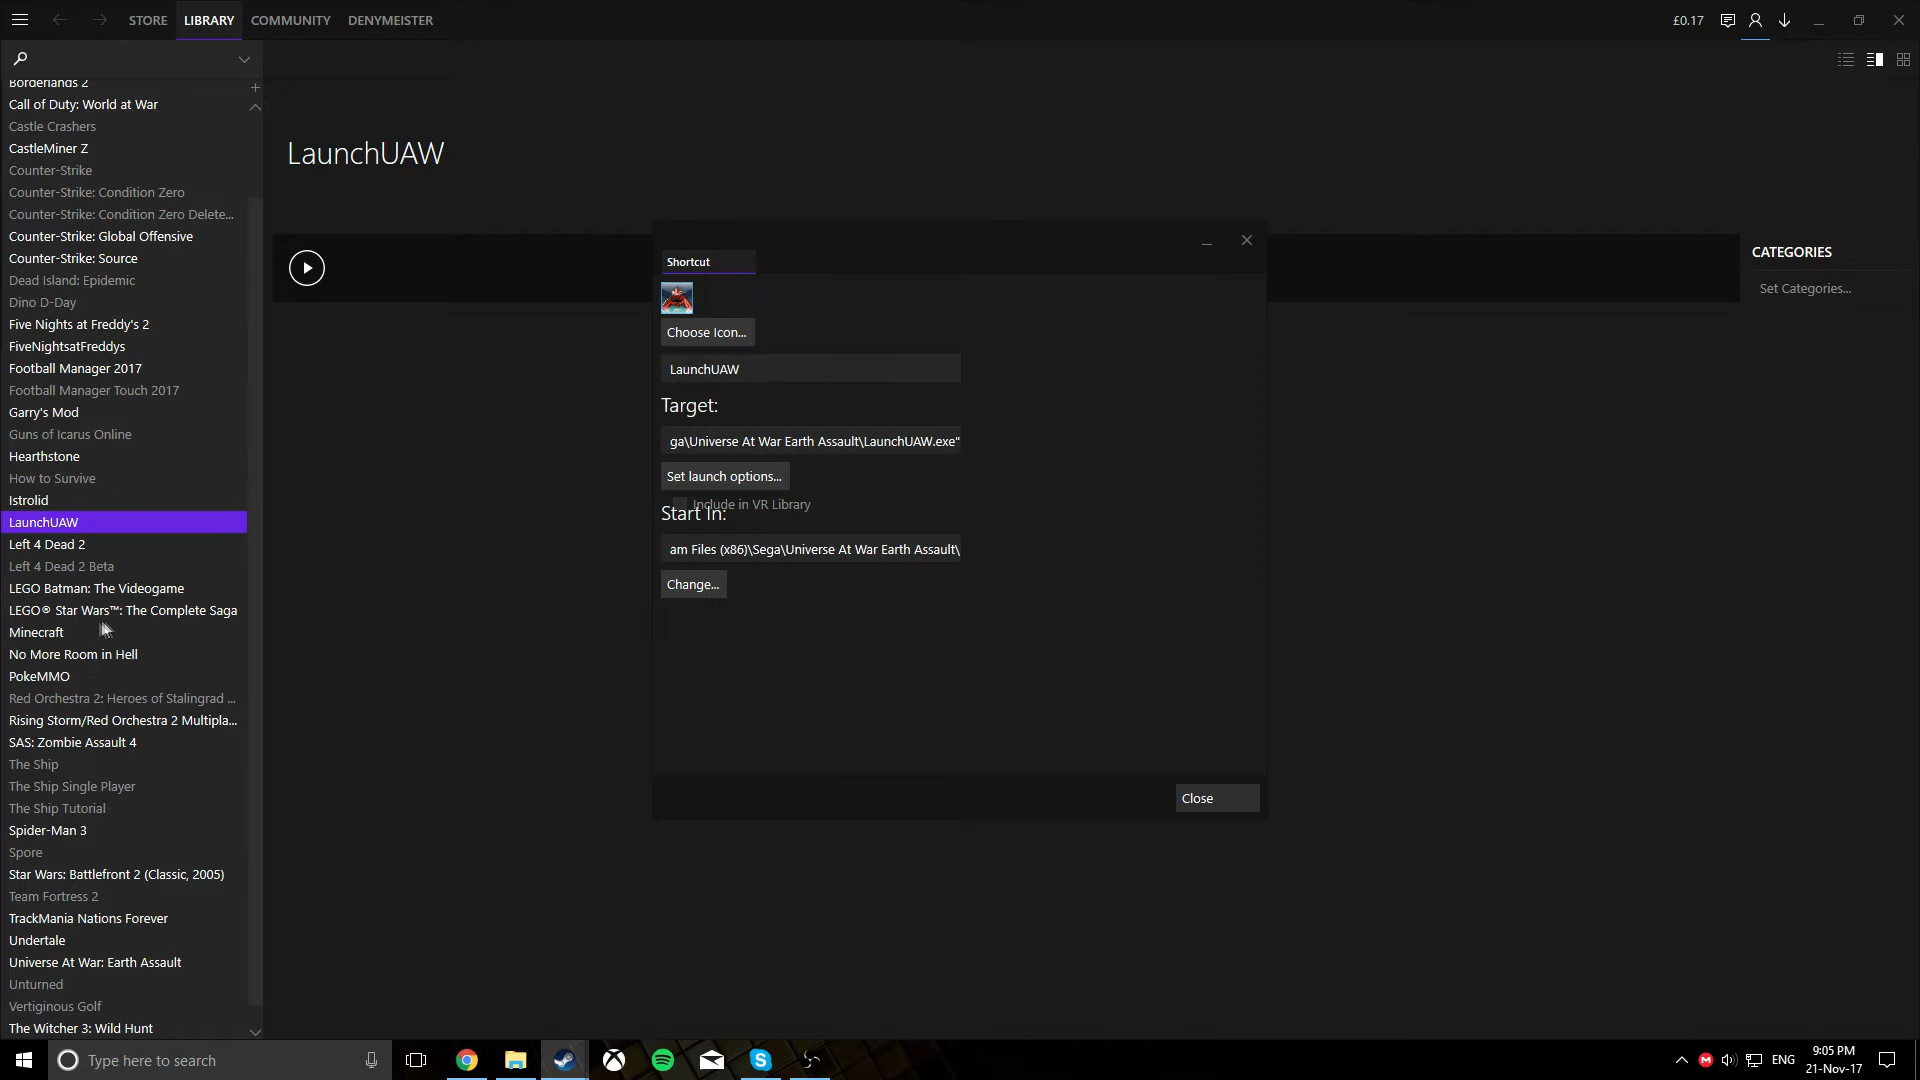 STORE LIBRARY COMMUNITY DENYMEISTER £0.17
Borderlands 2
Call of Duty: World at War
Castle Crashers
CastleMiner Z
Counter-Strike
Counter-Strike: Condition Zero
Counter-Strike: Condition Zero Delete...
Counter-Strike: Global Offensive
Counter-Strike: Source
Dead Island: Epidemic
Dino D-Day
Five Nights at Freddy's 2
FiveNightsatFreddys
Football Manager 2017
Football Manager Touch 2017
Garry's Mod
Guns of Icarus Online
Hearthstone
How to Survive
Istrolid
LaunchUAW
Left 4 Dead 2
Left 4 Dead 2 Beta
LEGO Batman: The Videogame
LEGO® Star Wars™: The Complete Saga
Minecraft
No More Room in Hell
PokeMMO
Red Orchestra 2: Heroes of Stalingrad ...
Rising Storm/Red Orchestra 2 Multipla...
SAS: Zombie Assault 4
The Ship
The Ship Single Player
The Ship Tutorial
Spider-Man 3
Spore
Star Wars: Battlefront 2 (Classic, 2005)
Team Fortress 2
TrackMania Nations Forever
Undertale
Universe At War: Earth Assault
Unturned
Vertiginous Golf
The Witcher 3: Wild Hunt
LaunchUAW
Shortcut
Choose Icon...
LaunchUAW
Target:
ga\Universe At War Earth Assault\LaunchUAW.exe"
Set launch options...
Include in VR Library
Start In:
am Files (x86)\Sega\Universe At War Earth Assault\
Change...
Close
CATEGORIES
Set Categories...
Type here to search
ENG
9:05 PM
21-Nov-17